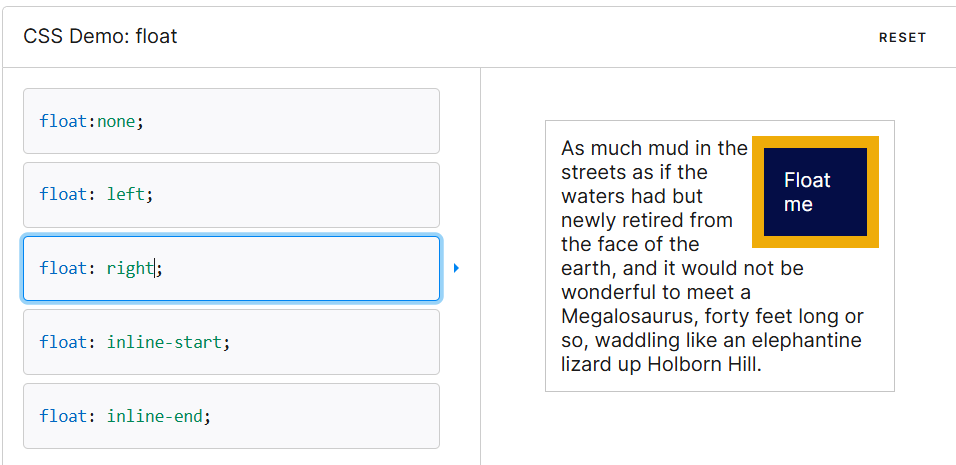 CSS Demo: float
RESET
float:none;
float: left;
float: right;
float: inline-start;
float: inline-end;
As much mud in the
streets as if the
waters had but
newly retired from
the face of the
earth, and it would not be
wonderful to meet a
Megalosaurus, forty feet long or
so, waddling like an elephantine
lizard up Holborn Hill.
Float
me